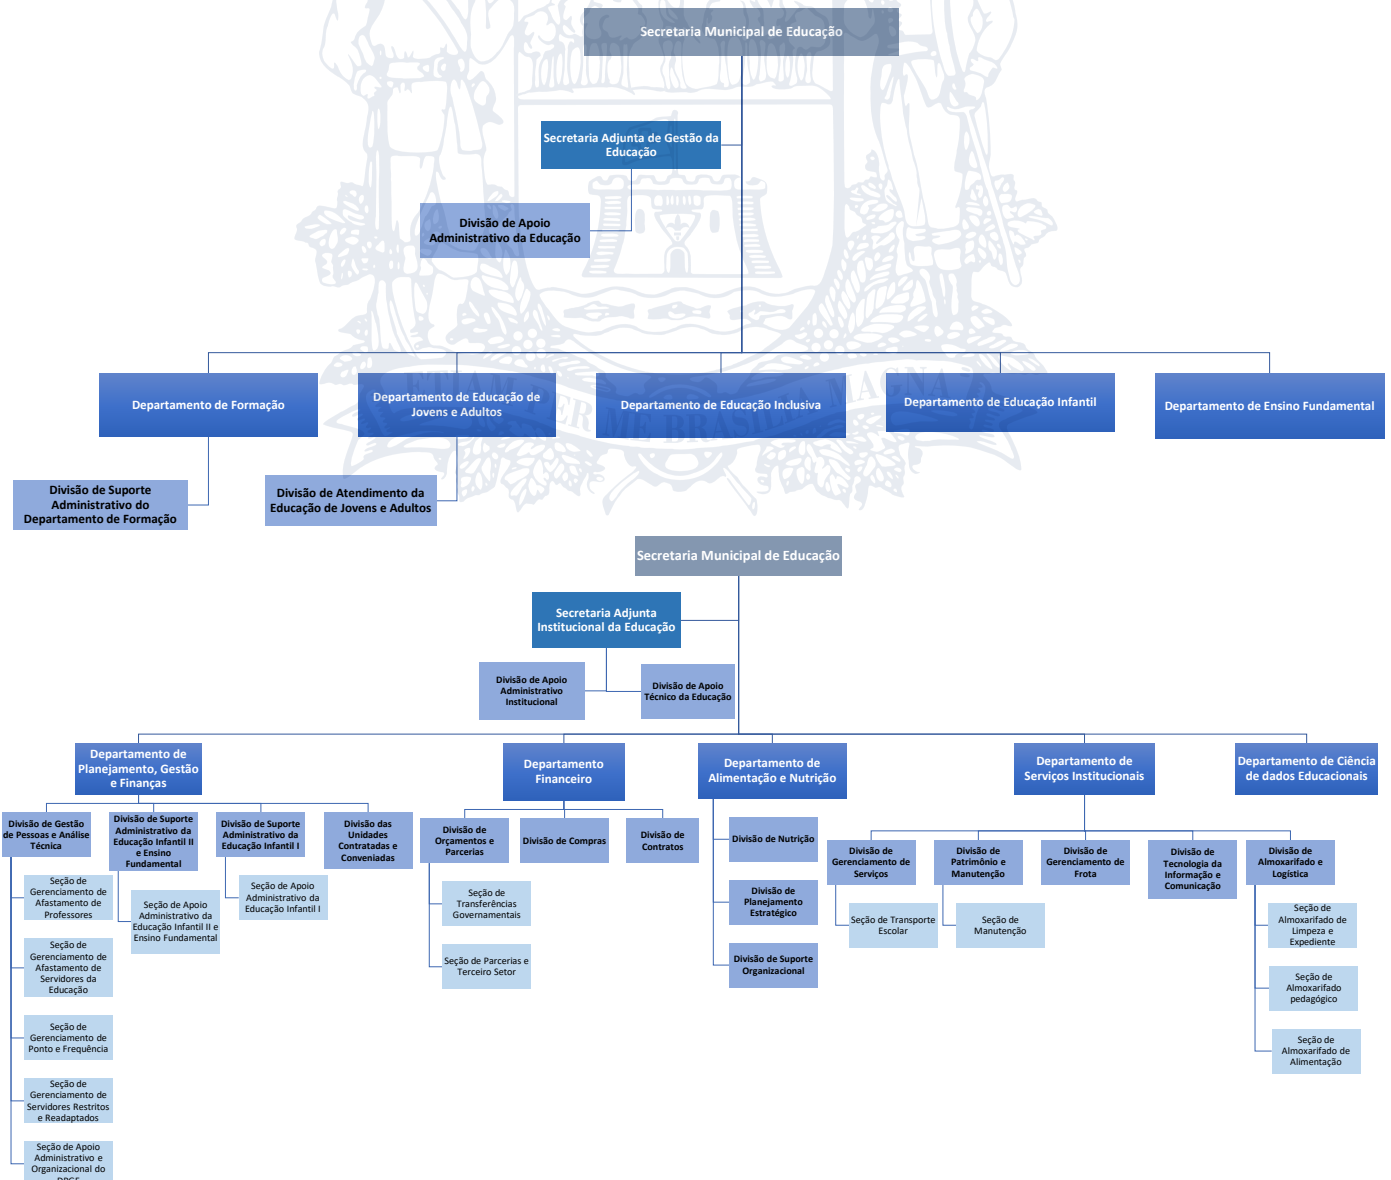 Secretaria Municipal de Educação
Secretaria Adjunta de Gestão da
Educação
Divisão de Apoio
Administrativo da Educação
Departamento de Formação
Departamento de Educação de
Jovens e Adultos
Departamento de Educação Inclusiva
Departamento de Educação Infantil
Departamento de Ensino Fundamental
ETIAM PER ME BRASILIA MAGNA
Divisão de Suporte
Administrativo do
Departamento de Formação
Divisão de Atendimento da
Educação de Jovens e Adultos
Secretaria Municipal de Educação
Secretaria Adjunta
Institucional da Educação
Divisão de Apoio
Administrativo
Institucional
Divisão de Apoio
Técnico da Educação
Departamento de
Planejamento, Gestão
e Finanças
Departamento
Financeiro
Departamento de
Alimentação e Nutrição
Departamento de
Serviços Institucionais
Departamento de Ciência
de dados Educacionais
Divisão de Gestão
de Pessoas e Análise
Técnica
Divisão de Suporte
Administrativo da
Educação Infantil II
e Ensino
Fundamental
Divisão de Suporte
Administrativo da
Educação Infantil I
Divisão das
Unidades
Contratadas e
Conveniadas
Divisão de
Orçamentos e
Parcerias
Divisão de Compras
Divisão de
Contratos
Divisão de Nutrição
Divisão de
Planejamento
Estratégico
Divisão de Suporte
Organizacional
Divisão de
Gerenciamento de
Serviços
Divisão de
Patrimônio e
Manutenção
Divisão de
Gerenciamento de
Frota
Divisão de
Tecnologia da
Informação e
Comunicação
Divisão de
Almoxarifado e
Logística
Seção de
Gerenciamento de
Afastamento de
Professores
Seção de
Gerenciamento de
Afastamento de
Servidores da
Educação
Seção de
Gerenciamento de
Ponto e Frequência
Seção de
Gerenciamento de
Servidores Restritos
e Readaptados
Seção de Apoio
Administrativo e
Organizacional do
DPGF
Seção de Apoio
Administrativo da
Educação Infantil II e
Ensino Fundamental
Seção de Apoio
Administrativo da
Educação Infantil I
Seção de
Transferências
Governamentais
Seção de Parcerias e
Terceiro Setor
Seção de Transporte
Escolar
Seção de
Manutenção
Seção de
Almoxarifado de
Limpeza e
Expediente
Seção de
Almoxarifado
pedagógico
Seção de
Almoxarifado de
Alimentação